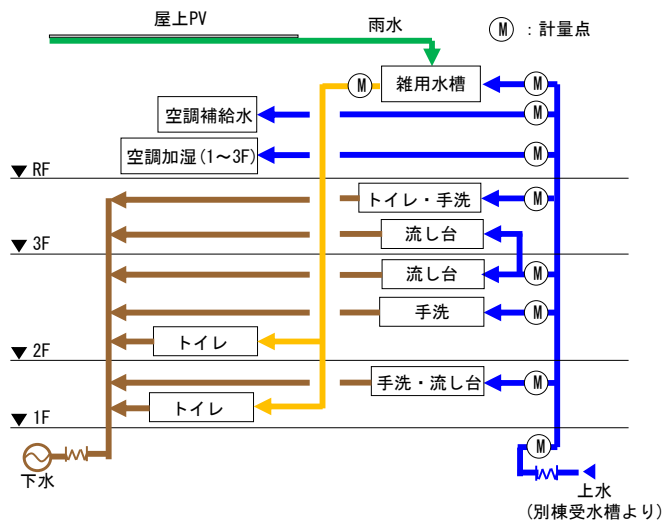 屋上PV
雨水
Ⓜ : 計量点
雑用水槽
M
M
空調補給水
M
空調加湿(1～3F)
M
▼ RF
トイレ・手洗
M
流し台
▼ 3F
流し台
M
手洗
M
トイレ
▼ 2F
手洗・流し台
M
トイレ
▼ 1F
M
下水
上水
(別棟受水槽より)